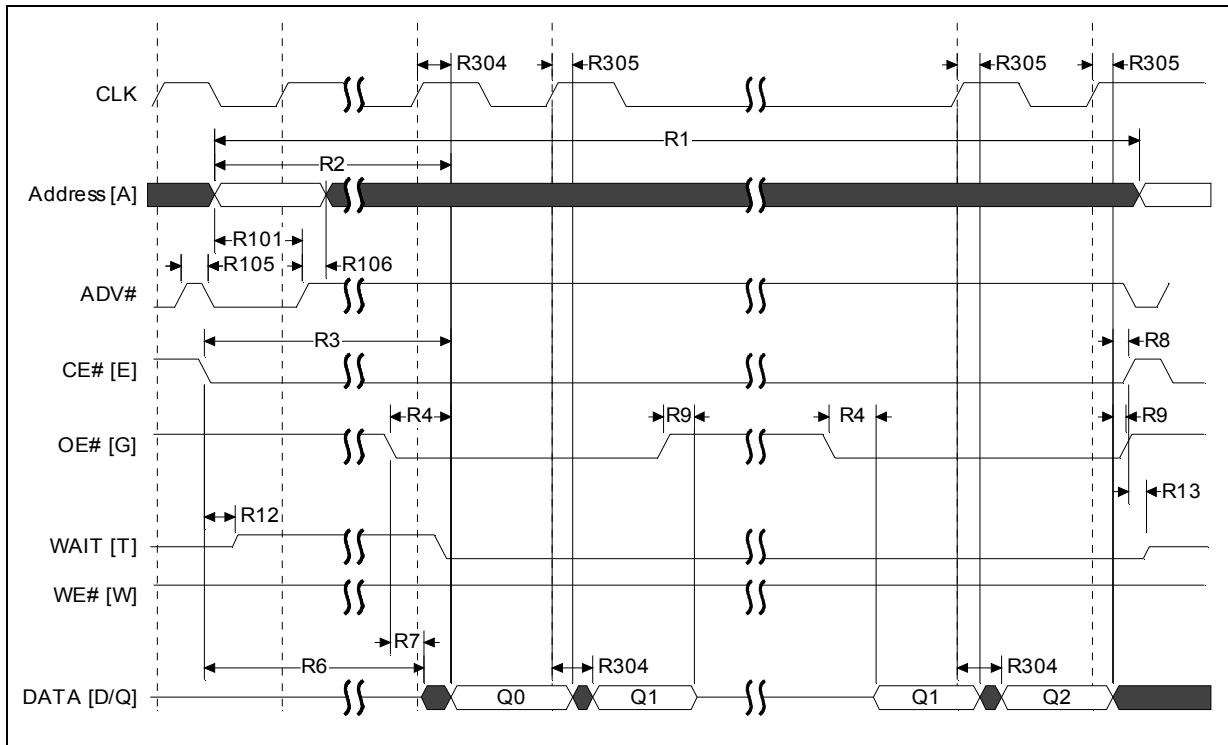 R304 R305 R305 R305
CLK
R1
R2
Address [A]
R101
R105 R106
ADV#
R3 R8
CE# [E]
R4 R9 R4 R9
OE# [G]
R13
R12
WAIT [T]
WE# [W]
R7
R6 R304 R304
DATA [D/Q] Q0 Q1 Q1 Q2